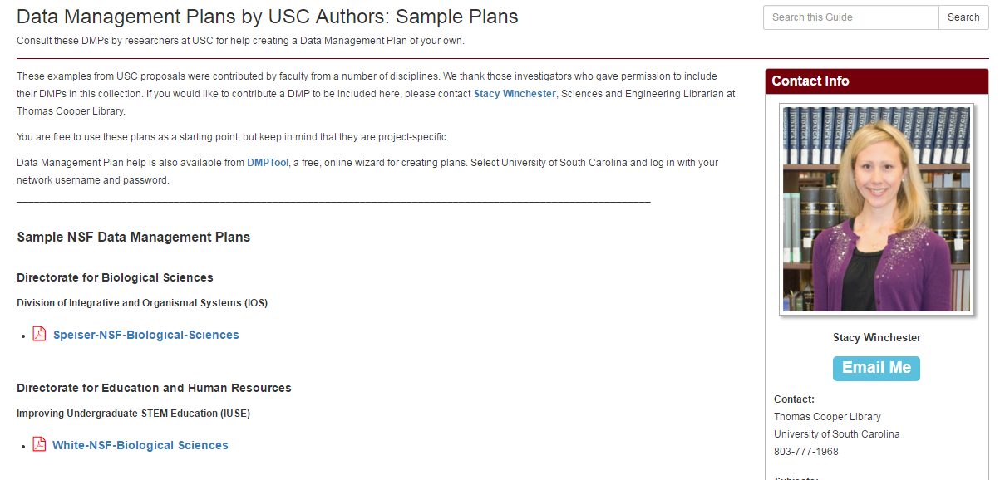 Data Management Plans by USC Authors: Sample Plans
Search this Guide
Search
Consult these DMPs by researchers at USC for help creating a Data Management Plan of your own.
These examples from USC proposals were contributed by faculty from a number of disciplines. We thank those investigators who gave permission to include
their DMPs in this collection. If you would like to contribute a DMP to be included here, please contact Stacy Winchester, Sciences and Engineering Librarian at
Thomas Cooper Library.
You are free to use these plans as a starting point, but keep in mind that they are project-specific.
Data Management Plan help is also available from DMPTool, a free, online wizard for creating plans. Select University of South Carolina and log in with your
network username and password.
Sample NSF Data Management Plans
Directorate for Biological Sciences
Division of Integrative and Organismal Systems (IOS)
Speiser-NSF-Biological-Sciences
Directorate for Education and Human Resources
Improving Undergraduate STEM Education (IUSE)
White-NSF-Biological Sciences
Contact Info
Stacy Winchester
Email Me
Contact:
Thomas Cooper Library
University of South Carolina
803-777-1968
Subjects: